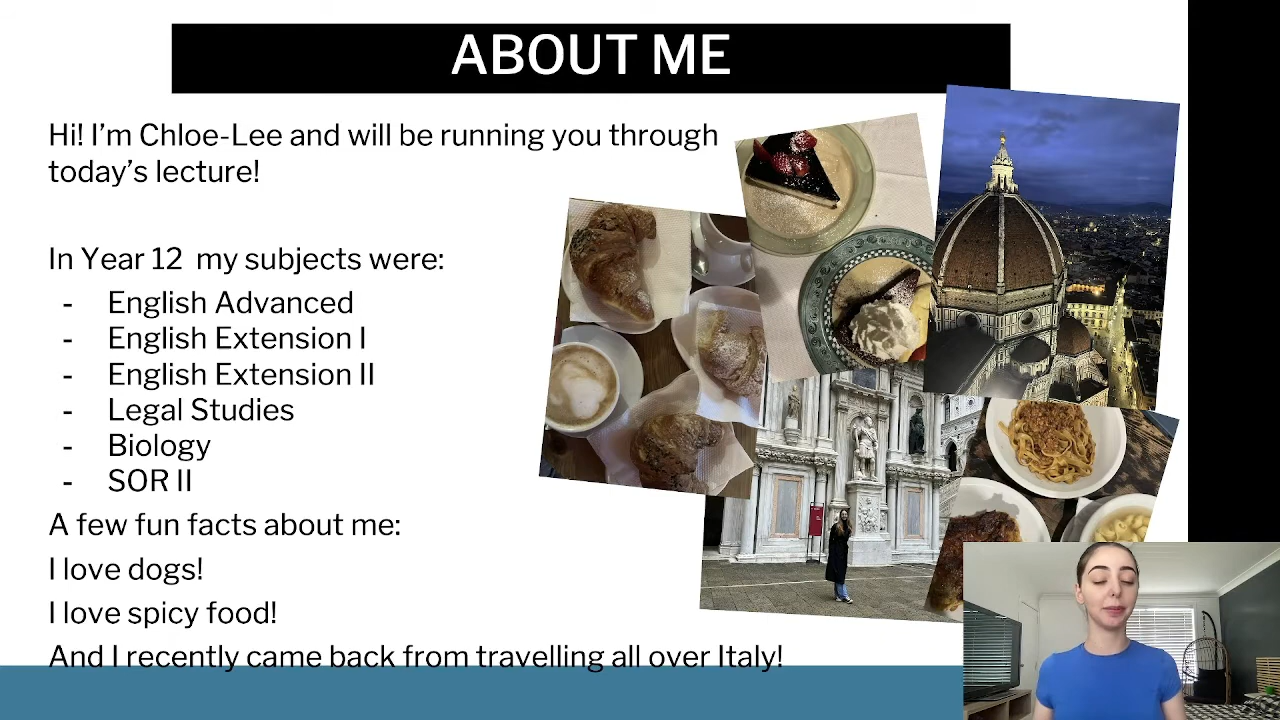 ABOUT ME
Hi! I’m Chloe-Lee and will be running you through
today’s lecture!
In Year 12 my subjects were:
- English Advanced
- English Extension I
- English Extension II
- Legal Studies
- Biology
- SOR II
A few fun facts about me:
I love dogs!
I love spicy food!
And I recently came back from travelling all over Italy!